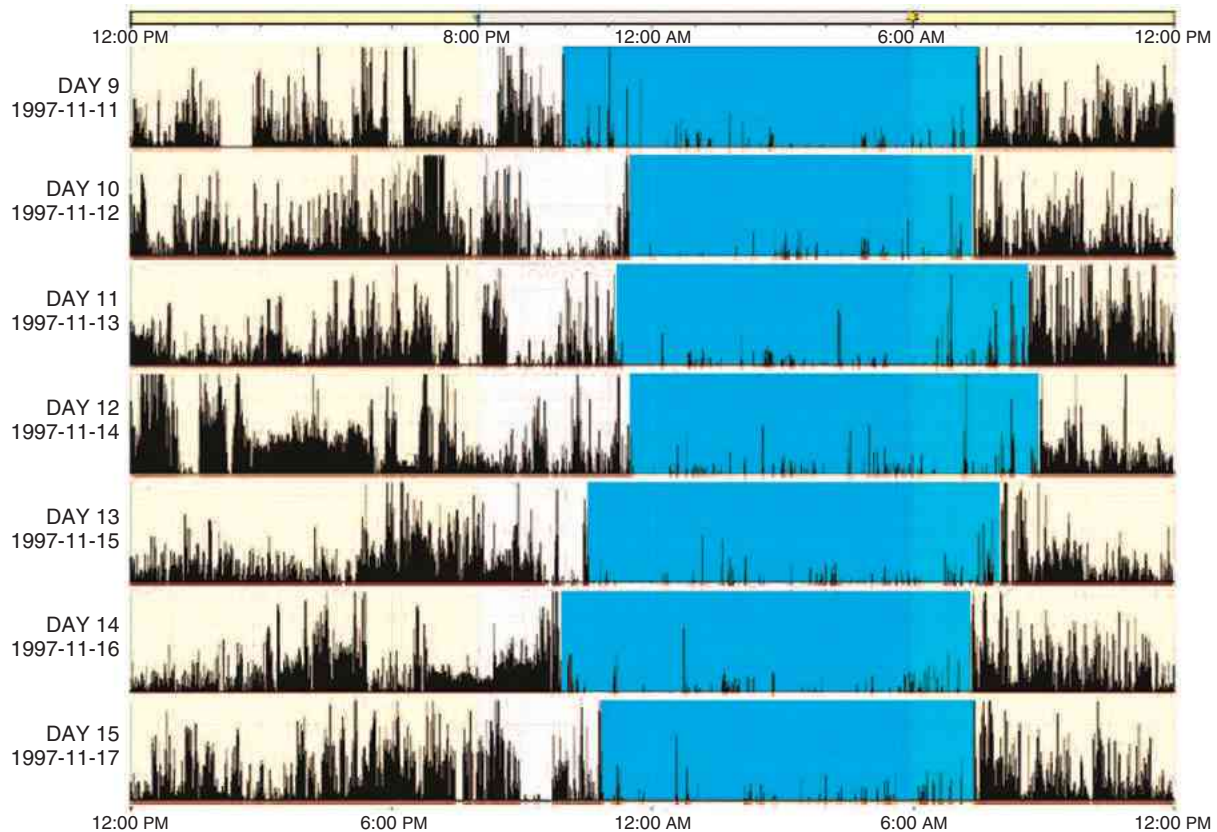 12:00 PM 8:00 PM 12:00 AM 6:00 AM 12:00 PM
DAY 9
1997-11-11
DAY 10
1997-11-12
DAY 11
1997-11-13
DAY 12
1997-11-14
DAY 13
1997-11-15
DAY 14
1997-11-16
DAY 15
1997-11-17
12:00 PM 6:00 PM 12:00 AM 6:00 AM 12:00 PM